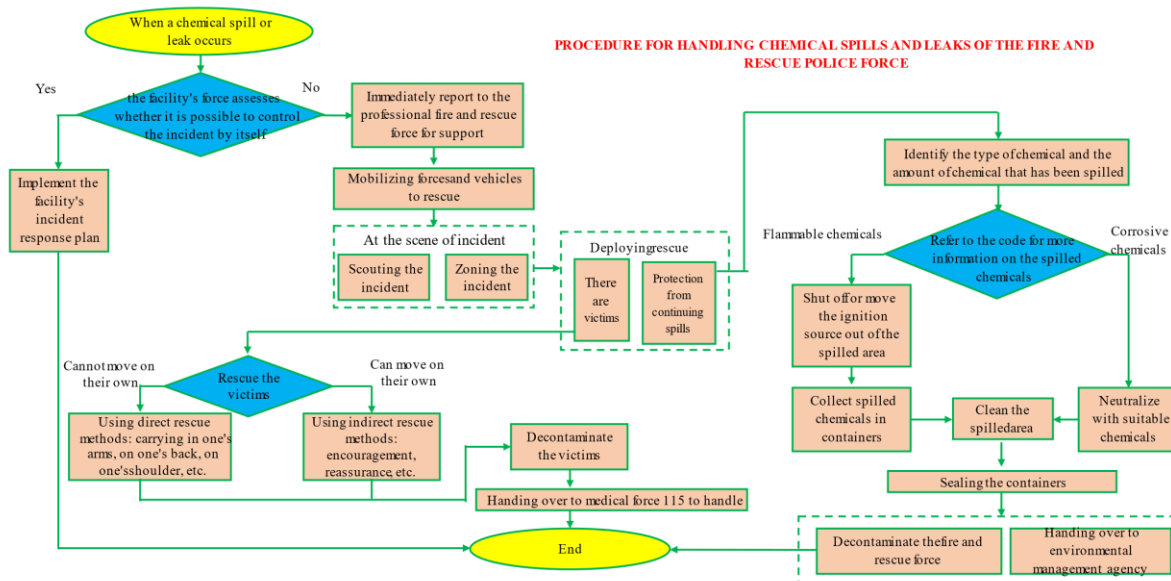 When a chemical spill or
leak occurs
PROCEDURE FOR HANDLING CHEMICAL SPILLS AND LEAKS OF THE FIRE AND
RESCUE POLICE FORCE
Yes
No
the facility's force assesses
whether it is possible to control
the incident by itself
Immediately report to the
professional fire and rescue
force for support
Implement the
facility's
incident
response plan
Mobilizing forcesand vehicles
to rescue
At the scene of incident
Scouting the
incident
Zoning the
incident
Deployingrescue
There are
victims
Protection
from
continuing
spills
Identify the type of chemical and the
amount of chemical that has been spilled
Flammable chemicals
Corrosive
chemicals
Refer to the code for more
information on the spilled
chemicals
Shut offor move
the ignition
source out of the
spilled area
Collect spilled
chemicals in
containers
Clean the
spilledarea
Neutralize
with suitable
chemicals
Sealing the containers
Decontaminate thefire and
rescue force
Handing over to
environmental
management agency
Cannotmove on
their own
Can move on
their own
Rescue the
victims
Using direct rescue
methods: carrying in one's
arms, on one's back, on
one'sshoulder, etc.
Using indirect rescue
methods:
encouragement,
reassurance, etc.
Decontaminate
the victims
Handing over to medical force 115 to handle
End